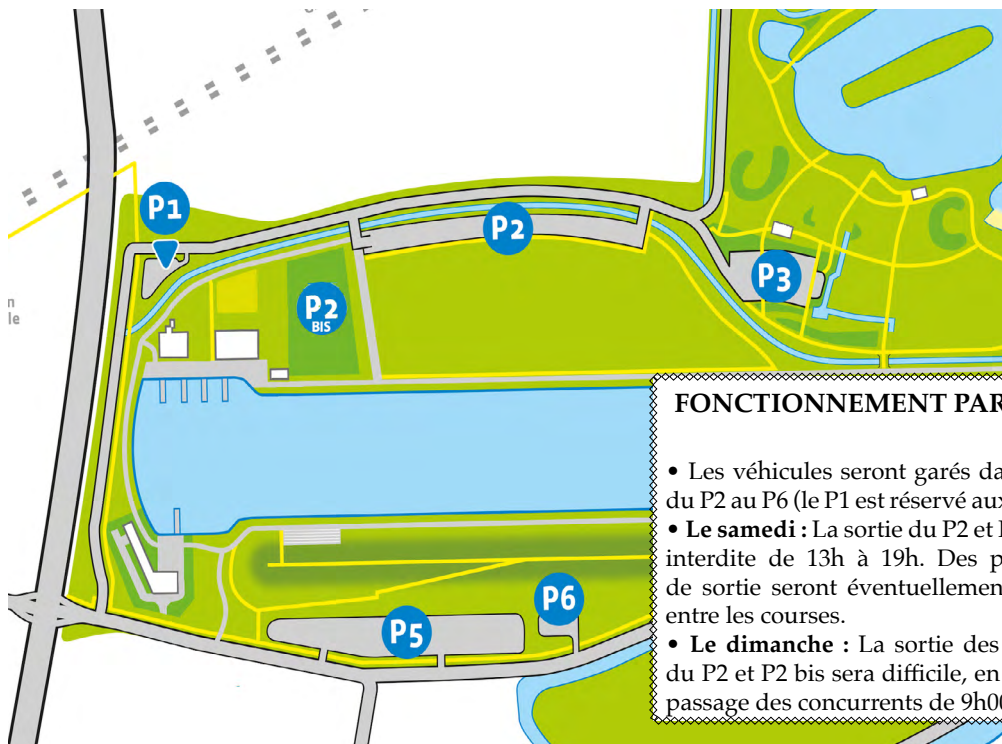 P1
P2
P3
P2
BIS
n
le
FONCTIONNEMENT PAR
• Les véhicules seront garés da
du P2 au P6 (le P1 est réservé aux
• Le samedi : La sortie du P2 et
interdite de 13h à 19h. Des p
de sortie seront éventuellemen
entre les courses.
• Le dimanche : La sortie des
du P2 et P2 bis sera difficile, en
passage des concurrents de 9h00
P6
P5